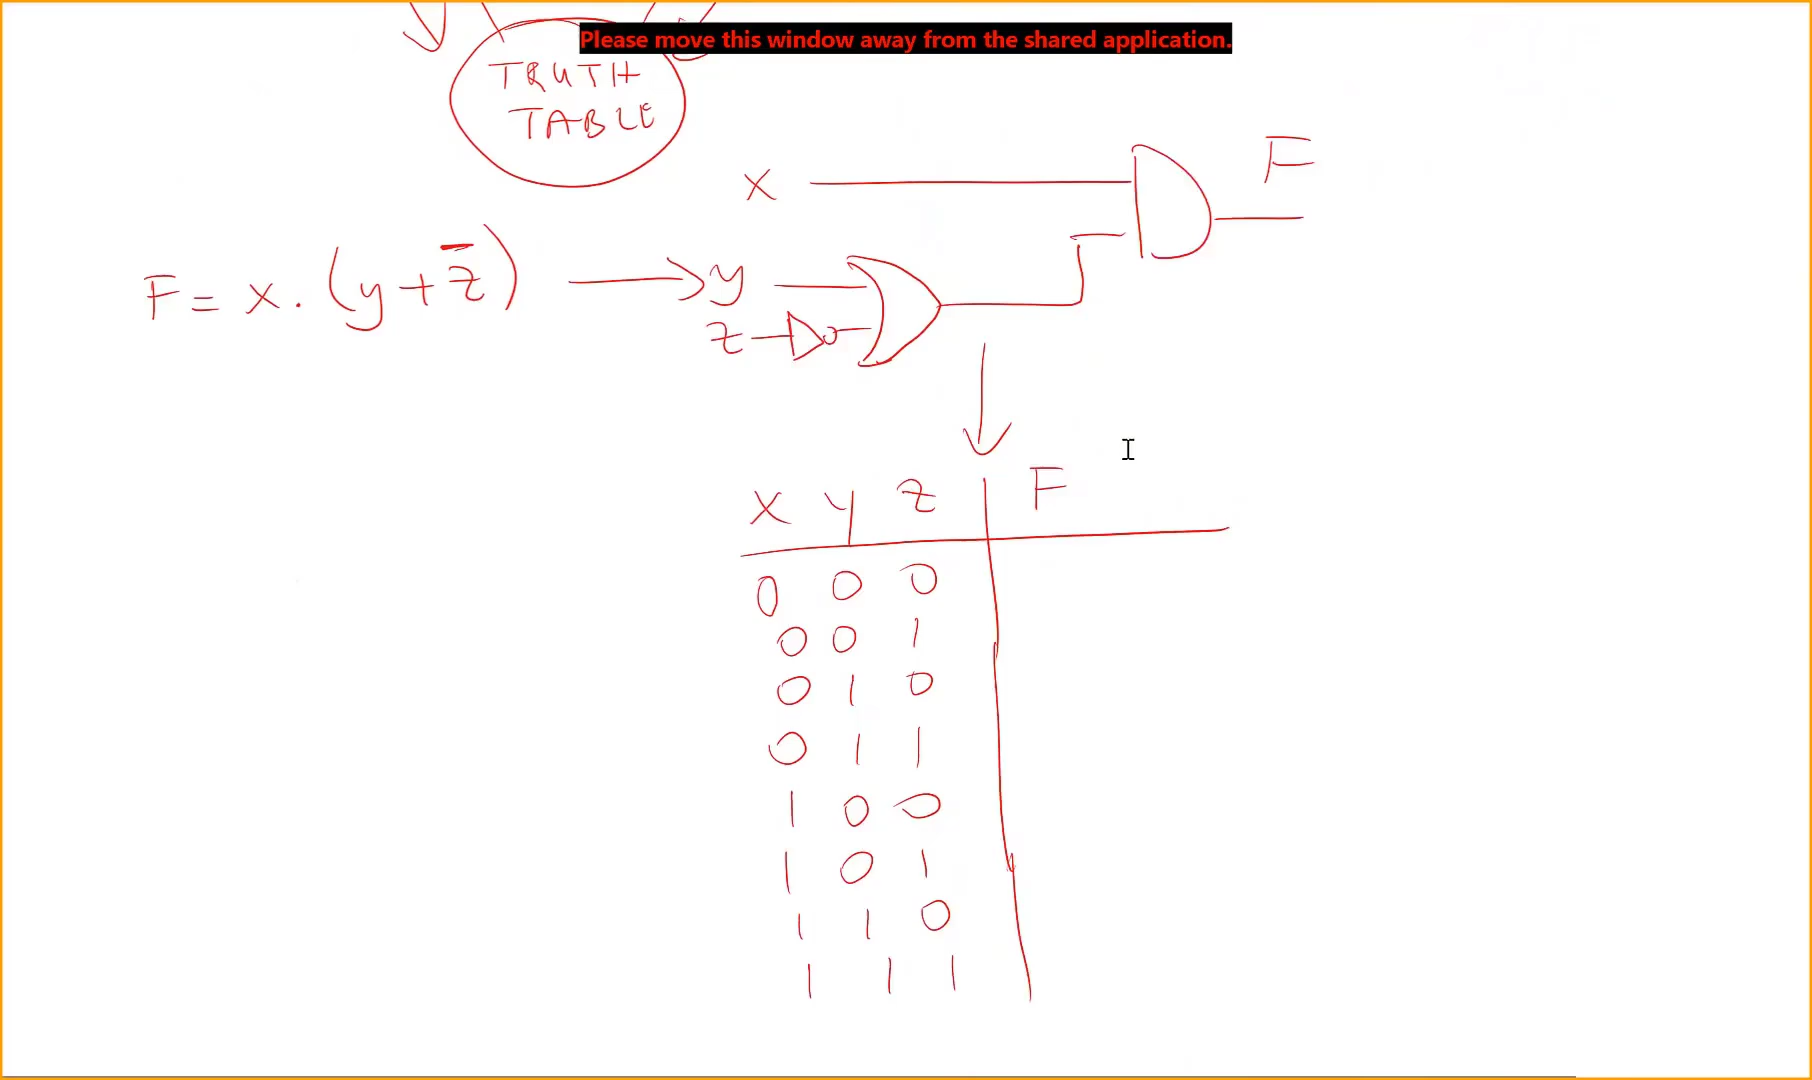 Please move this window away from the shared application.
TRUTH
TABLE
x
F
F = x . (y + z̅)
y
z
x y z F
0 0 0
0 0 1
0 1 0
0 1 1
1 0 0
1 0 1
1 1 0
1 1 1